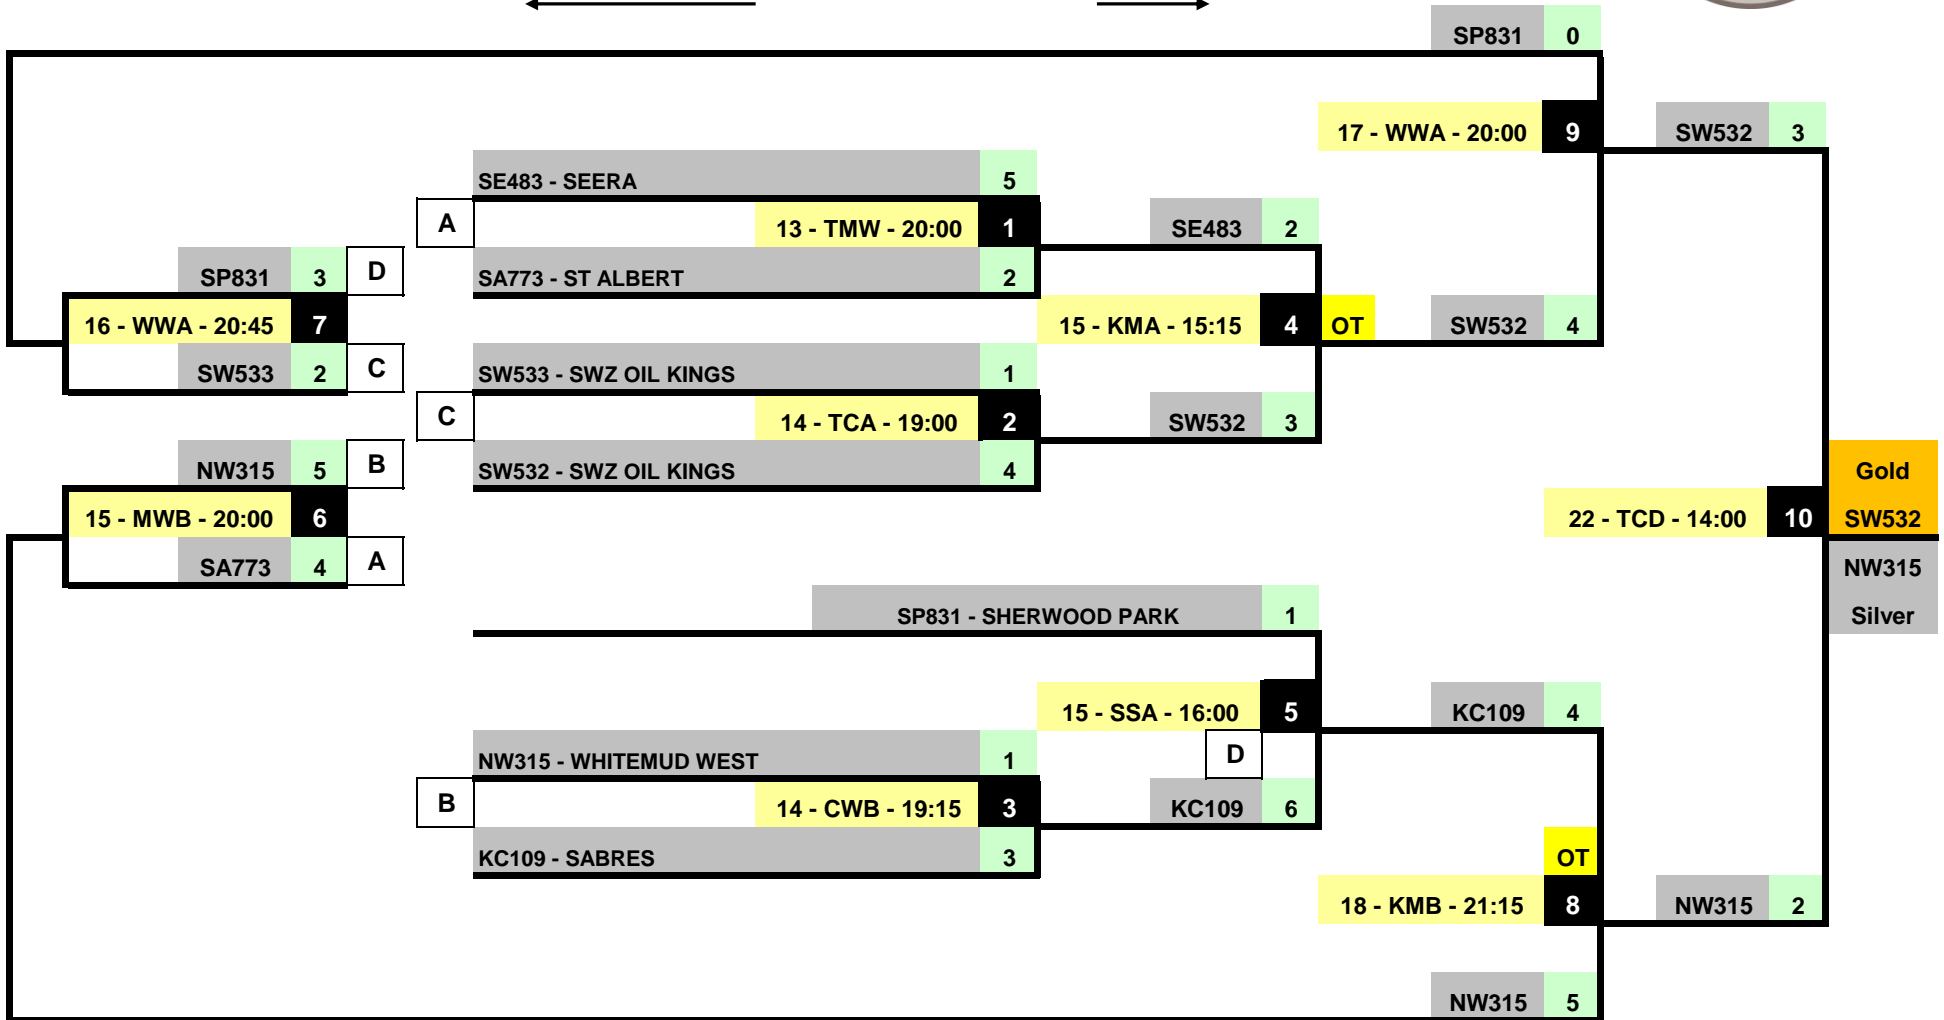 SP831 0
17 - WWA - 20:00 9 SW532 3
SE483 - SEERA 5
A 13 - TMW - 20:00 1 SE483 2
SP831 3 D SA773 - ST ALBERT 2
16 - WWA - 20:45 7 15 - KMA - 15:15 4 OT SW532 4
SW533 2 C SW533 - SWZ OIL KINGS 1
C 14 - TCA - 19:00 2 SW532 3
NW315 5 B SW532 - SWZ OIL KINGS 4 Gold
15 - MWB - 20:00 6 22 - TCD - 14:00 10 SW532
SA773 4 A NW315
SP831 - SHERWOOD PARK 1 Silver
15 - SSA - 16:00 5 KC109 4
NW315 - WHITEMUD WEST 1 D
B 14 - CWB - 19:15 3 KC109 6
KC109 - SABRES 3 OT
18 - KMB - 21:15 8 NW315 2
NW315 5